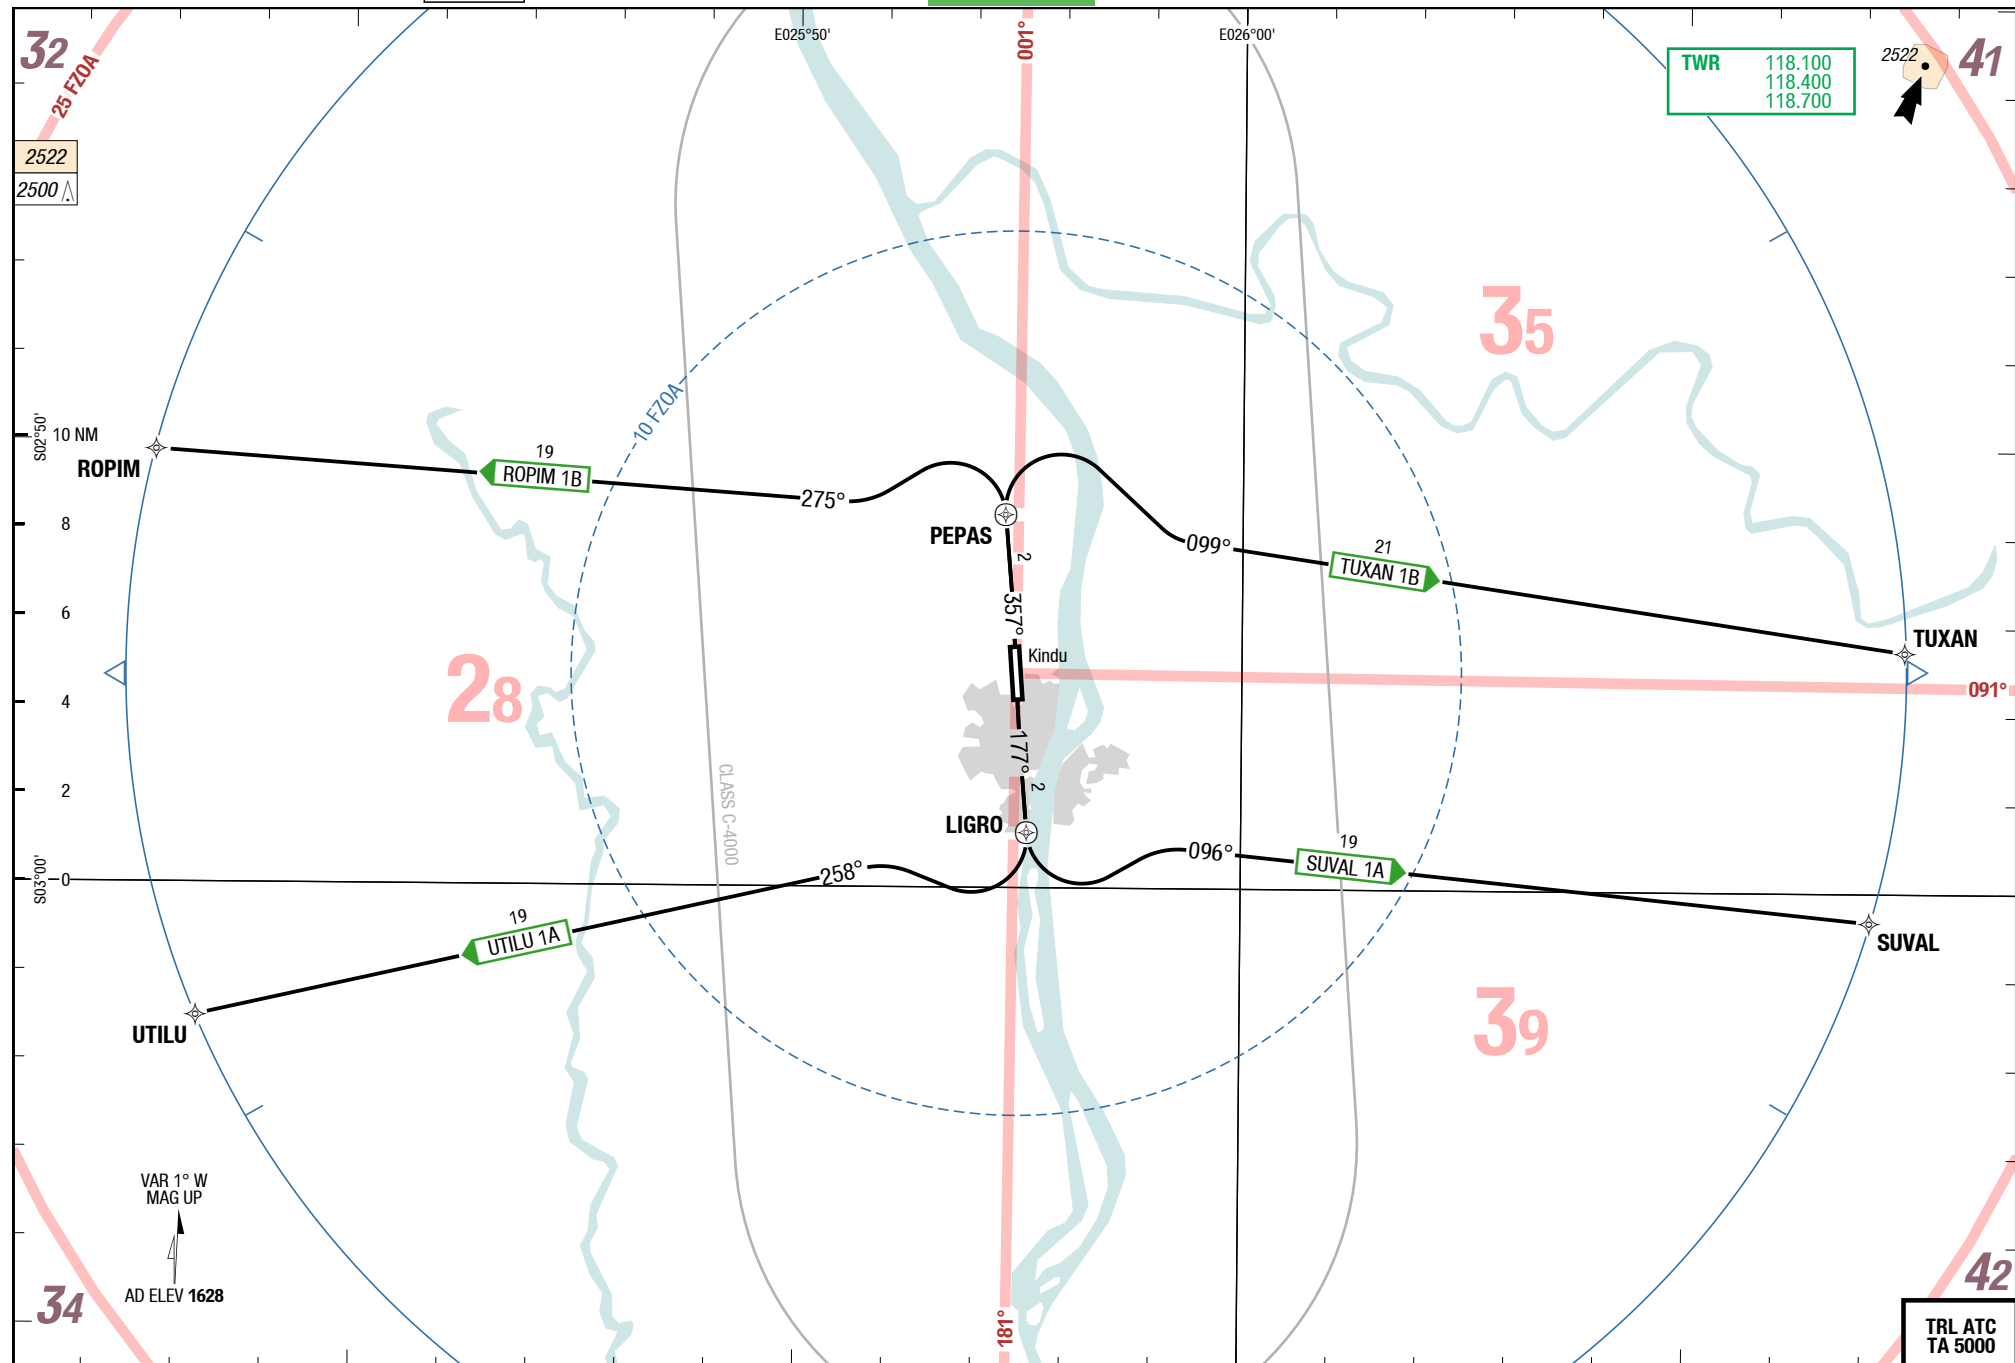 32
25 FZ0A
001°
E025°50'
E026°00'
TWR 118.100
118.400
118.700
2522
41
2522
2500
35
10 FZ0A
S02°50'
10 NM
ROPIM
19
ROPIM 1B
275°
PEPAS
2
357°
099°
21
TUXAN 1B
TUXAN
8
6
4
2
0
Kindu
091°
28
177°
2
CLASS C-4000
LIGRO
S03°00'
258°
19
UTILU 1A
UTILU
096°
19
SUVAL 1A
SUVAL
39
VAR 1° W
MAG UP
AD ELEV 1628
34
181°
42
TRL ATC
TA 5000